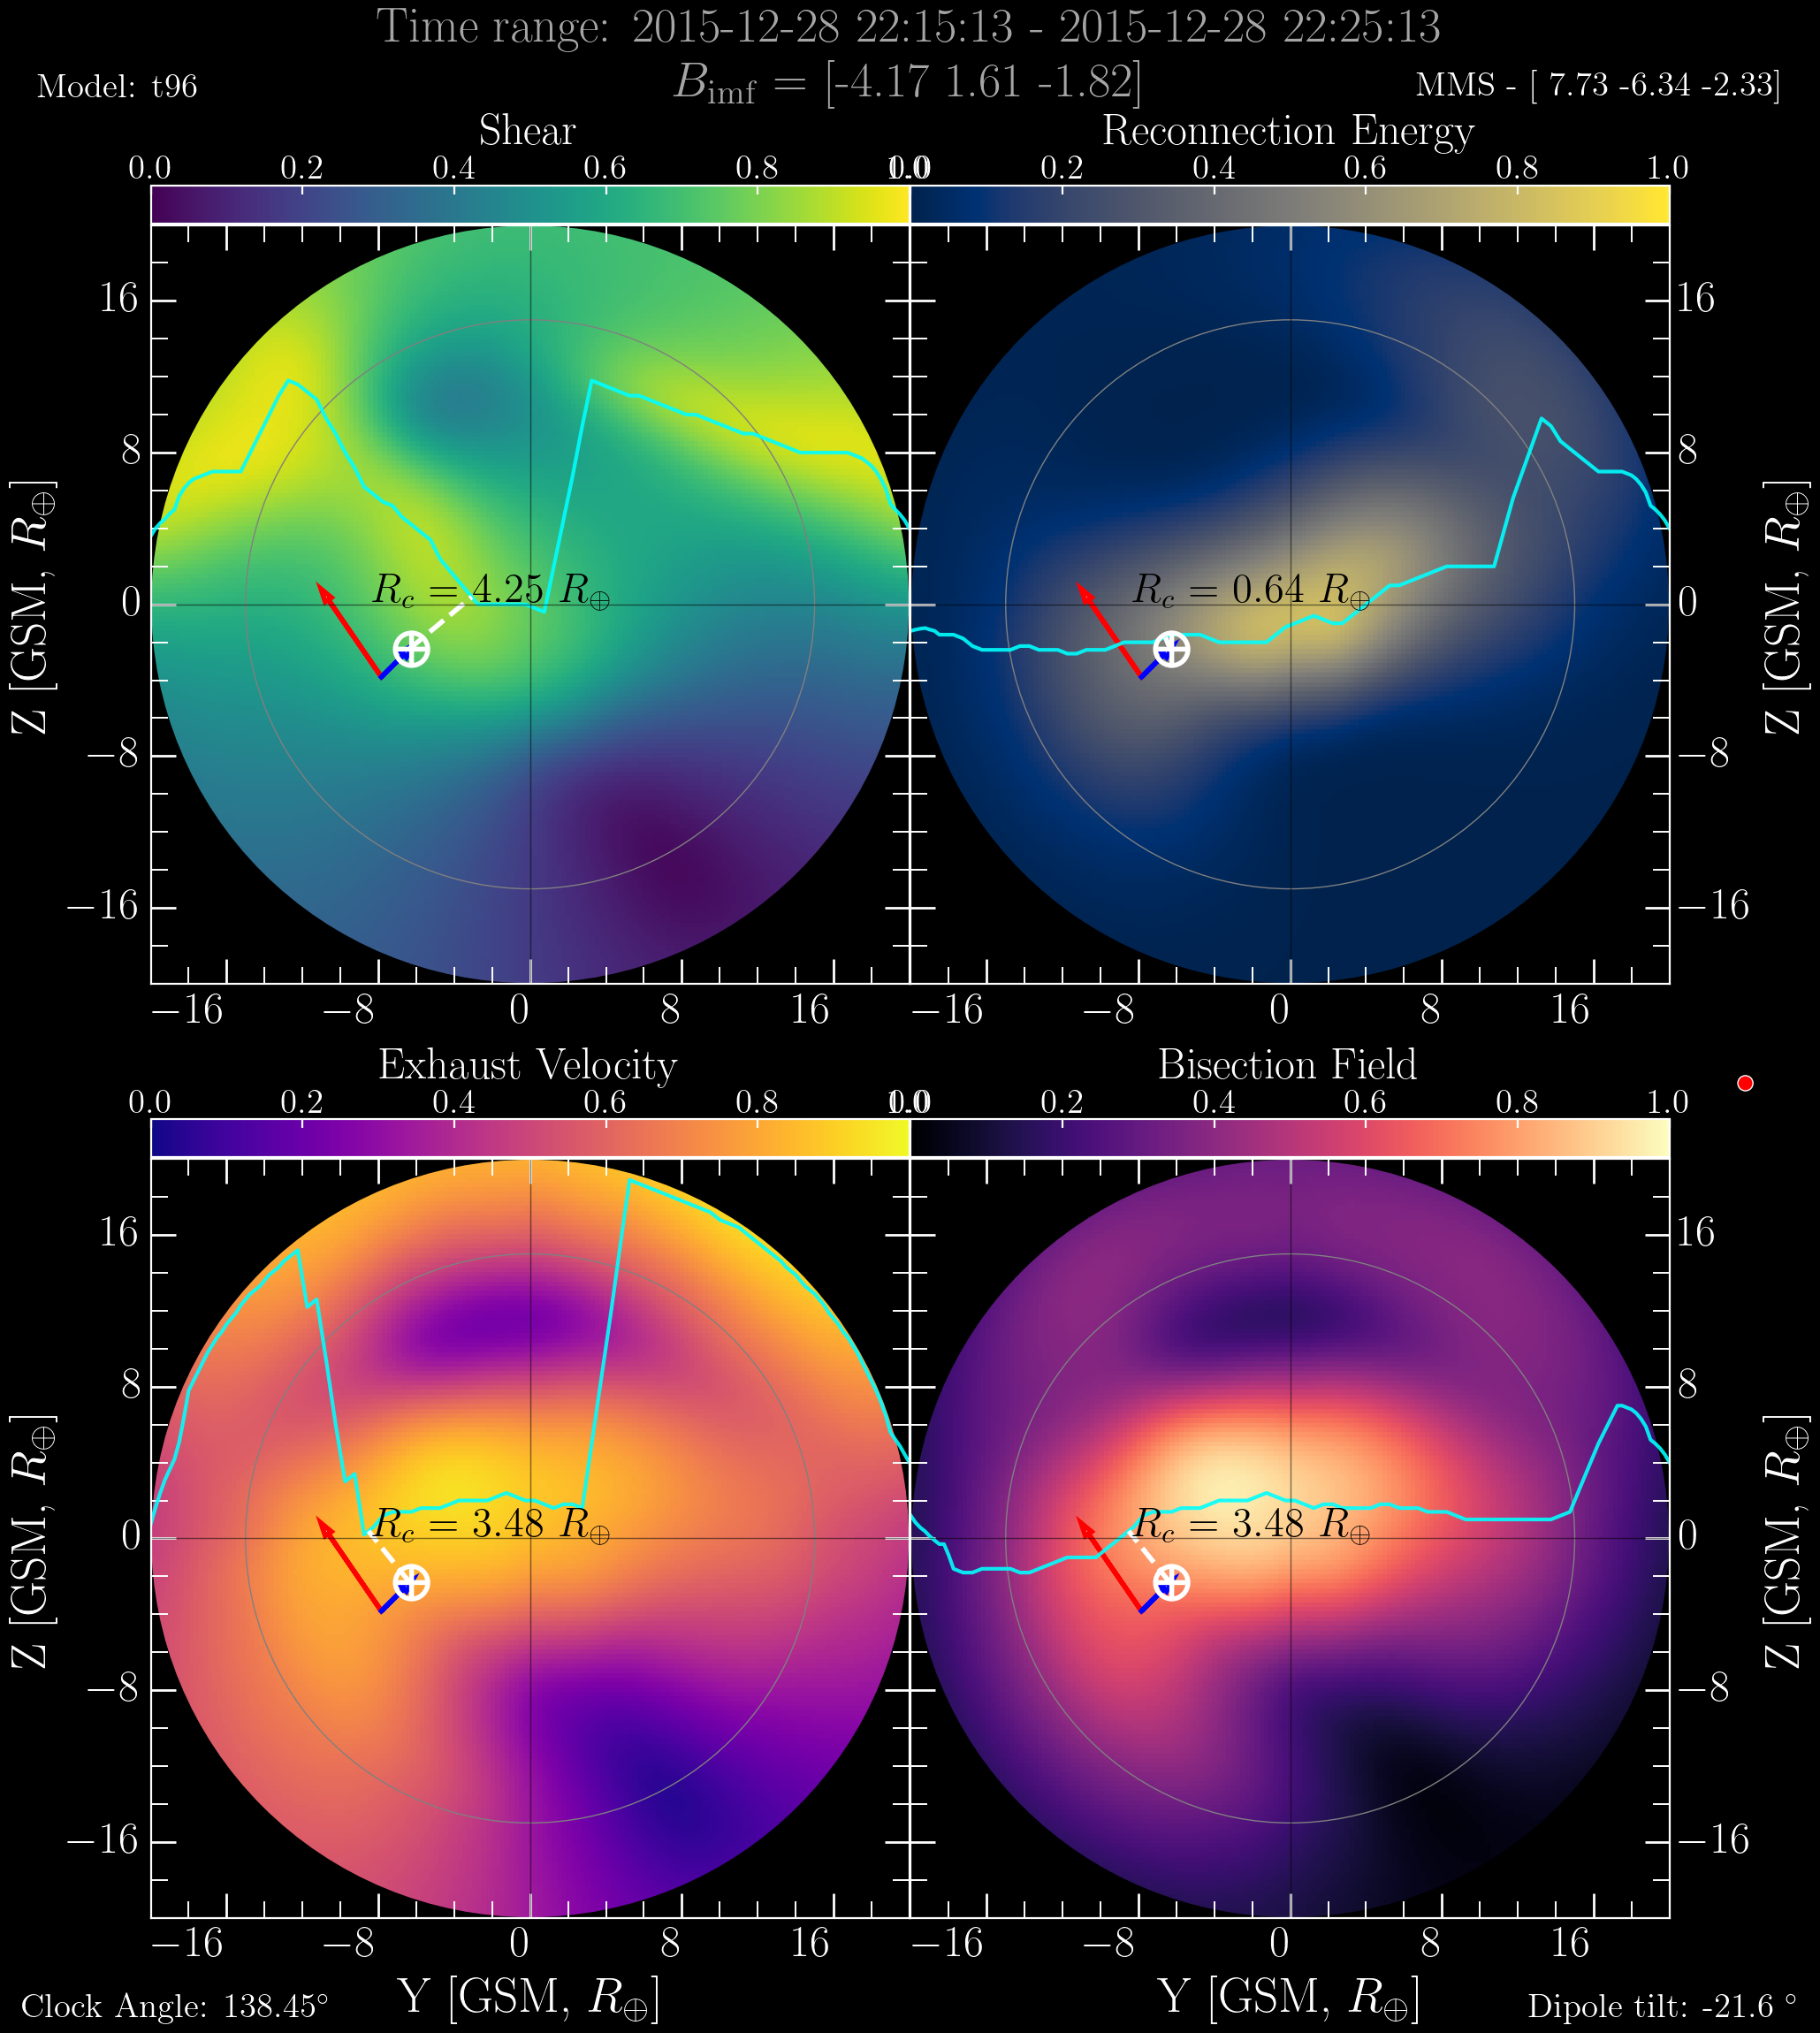 Time range: 2015-12-28 22:15:13 - 2015-12-28 22:25:13
Model: t96
B_imf = [-4.17 1.61 -1.82]
MMS - [ 7.73 -6.34 -2.33]
Shear
Reconnection Energy
0.0 0.2 0.4 0.6 0.8 1.0
0.0 0.2 0.4 0.6 0.8 1.0
16
8
0
−8
−16
Z [GSM, R⊕]
R_c = 4.25 R⊕
R_c = 0.64 R⊕
16
8
0
−8
−16
Z [GSM, R⊕]
−16 −8 0 8 16
−16 −8 0 8 16
Exhaust Velocity
Bisection Field
0.0 0.2 0.4 0.6 0.8 1.0
0.0 0.2 0.4 0.6 0.8 1.0
16
8
0
−8
−16
Z [GSM, R⊕]
R_c = 3.48 R⊕
R_c = 3.48 R⊕
16
8
0
−8
−16
Z [GSM, R⊕]
−16 −8 0 8 16
−16 −8 0 8 16
Y [GSM, R⊕]
Y [GSM, R⊕]
Clock Angle: 138.45°
Dipole tilt: -21.6 °